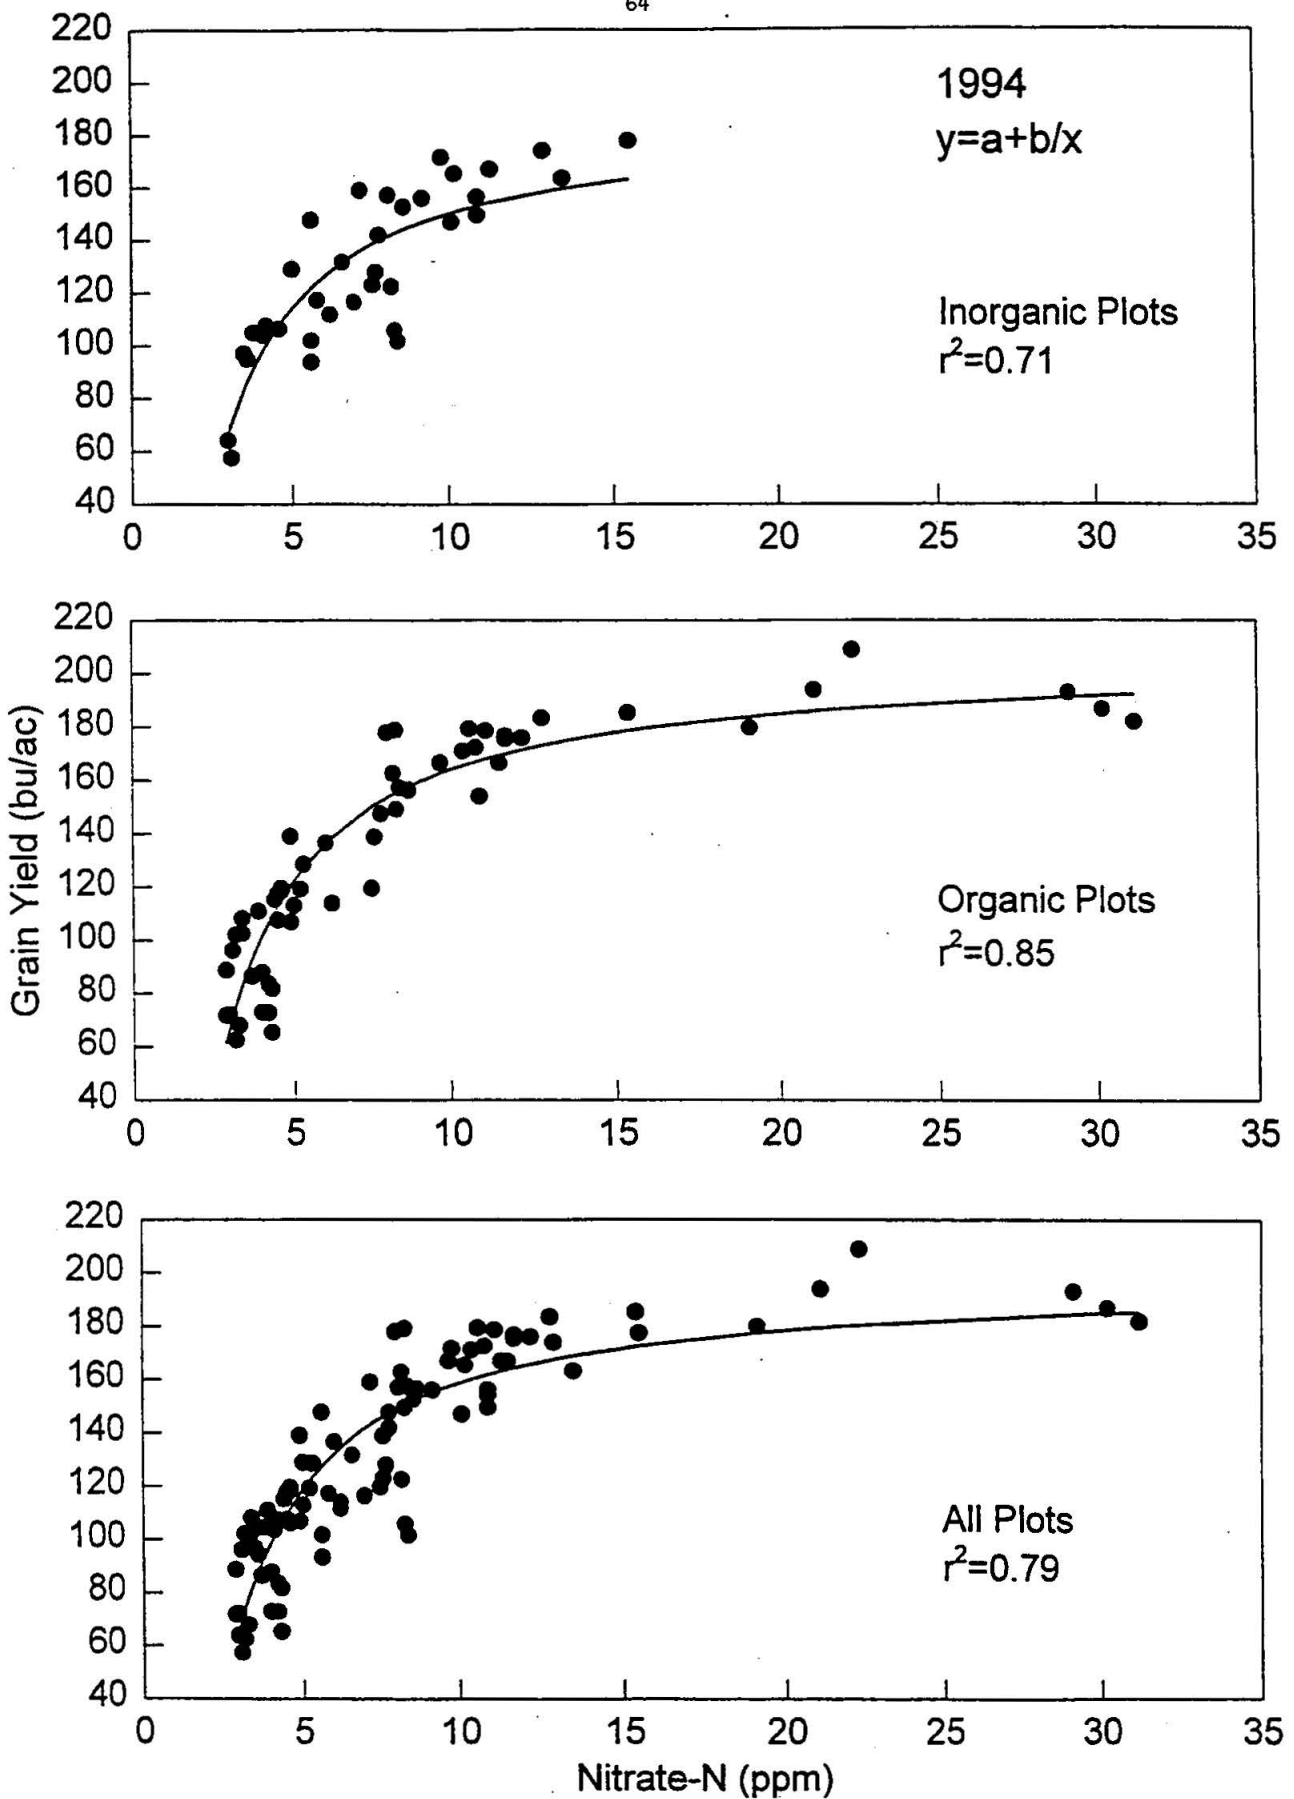 64
220
200
180
160
140
120
100
80
60
40
0 5 10 15 20 25 30 35
1994
y=a+b/x
Inorganic Plots
r²=0.71
Grain Yield (bu/ac)
220
200
180
160
140
120
100
80
60
40
0 5 10 15 20 25 30 35
Organic Plots
r²=0.85
220
200
180
160
140
120
100
80
60
40
0 5 10 15 20 25 30 35
All Plots
r²=0.79
Nitrate-N (ppm)